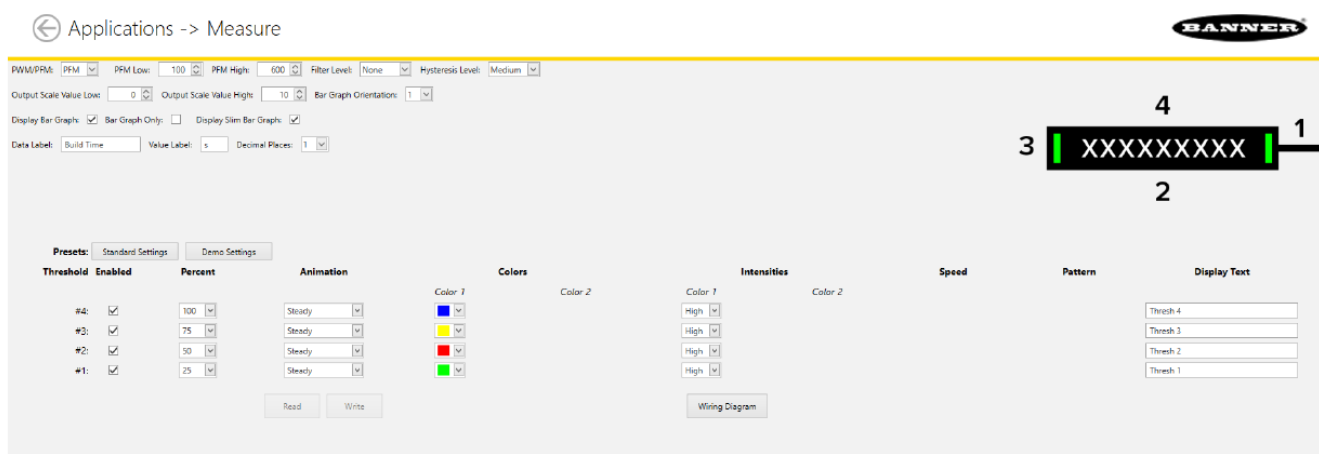 Applications -> Measure
BANNER
PWM/PFM: PFM PFM Low: 100 PFM High: 600 Filter Level: None Hysteresis Level: Medium
Output Scale Value Low: 0 Output Scale Value High: 10 Bar Graph Orientation: 1
Display Bar Graph: Bar Graph Only: Display Slim Bar Graph:
Data Label: Build Time Value Label: s Decimal Places: 1
4
3 XXXXXXXXX 1
2
Presets: Standard Settings Demo Settings
Threshold Enabled Percent Animation Colors Intensities Speed Pattern Display Text
Color 1 Color 2 Color 1 Color 2
#4: 100 Steady High Thresh 4
#3: 75 Steady High Thresh 3
#2: 50 Steady High Thresh 2
#1: 25 Steady High Thresh 1
Read Write Wiring Diagram